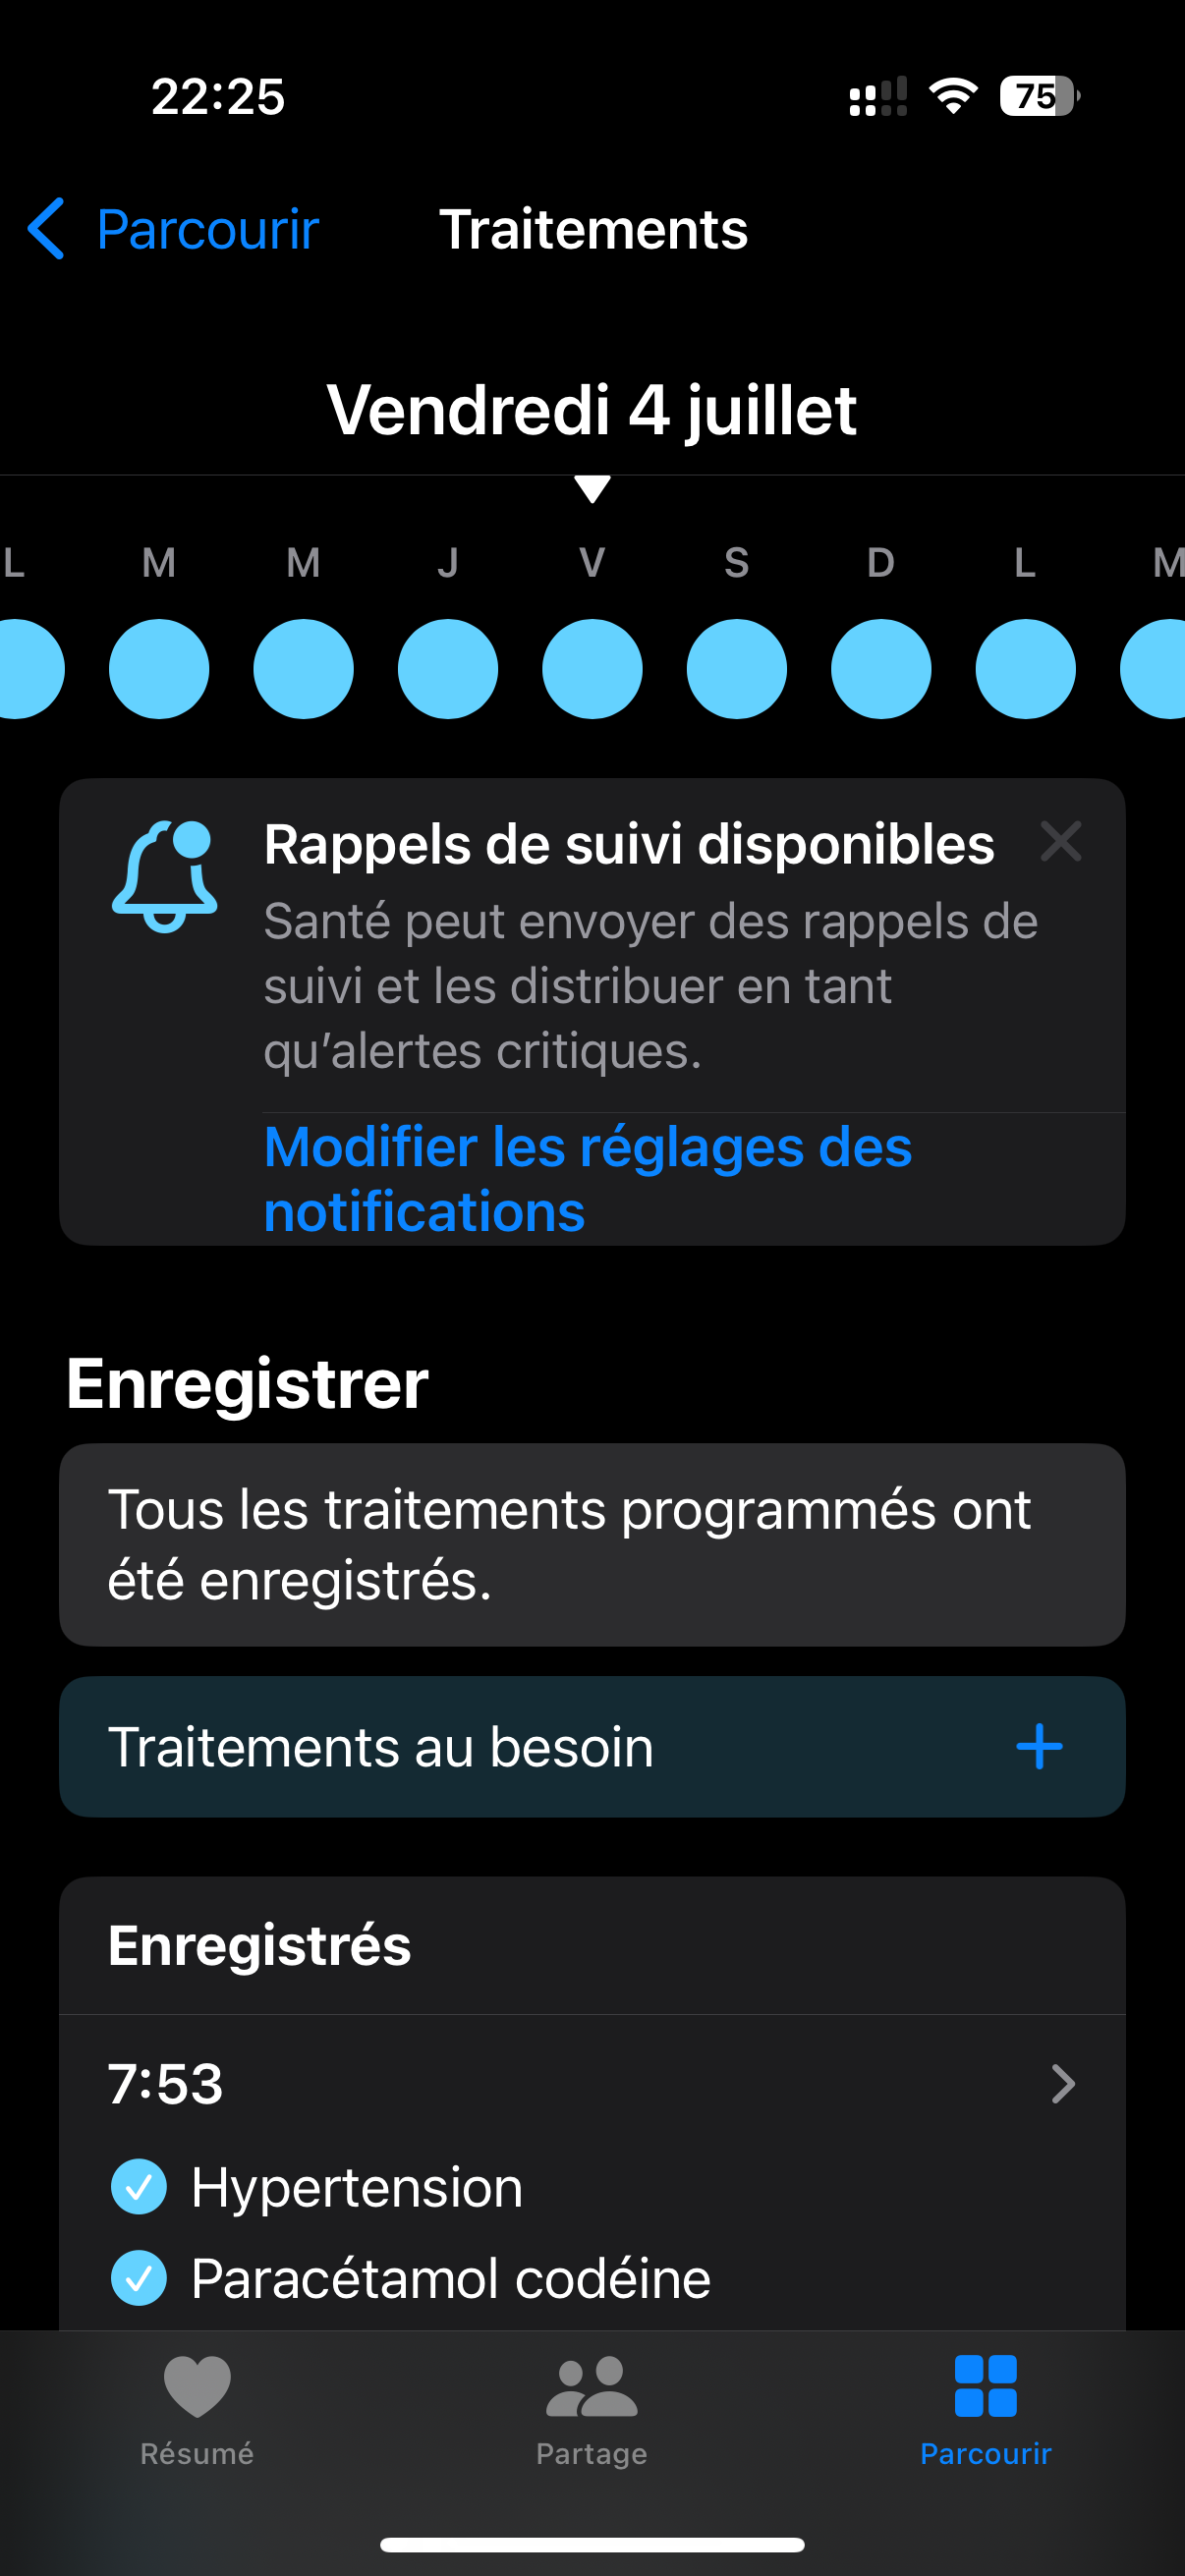 22:25
75
Parcourir
Traitements
Vendredi 4 juillet
L M M J V S D L M
Rappels de suivi disponibles
Santé peut envoyer des rappels de
suivi et les distribuer en tant
qu’alertes critiques.
Modifier les réglages des
notifications
Enregistrer
Tous les traitements programmés ont
été enregistrés.
Traitements au besoin
Enregistrés
7:53
Hypertension
Paracétamol codéine
Résumé
Partage
Parcourir